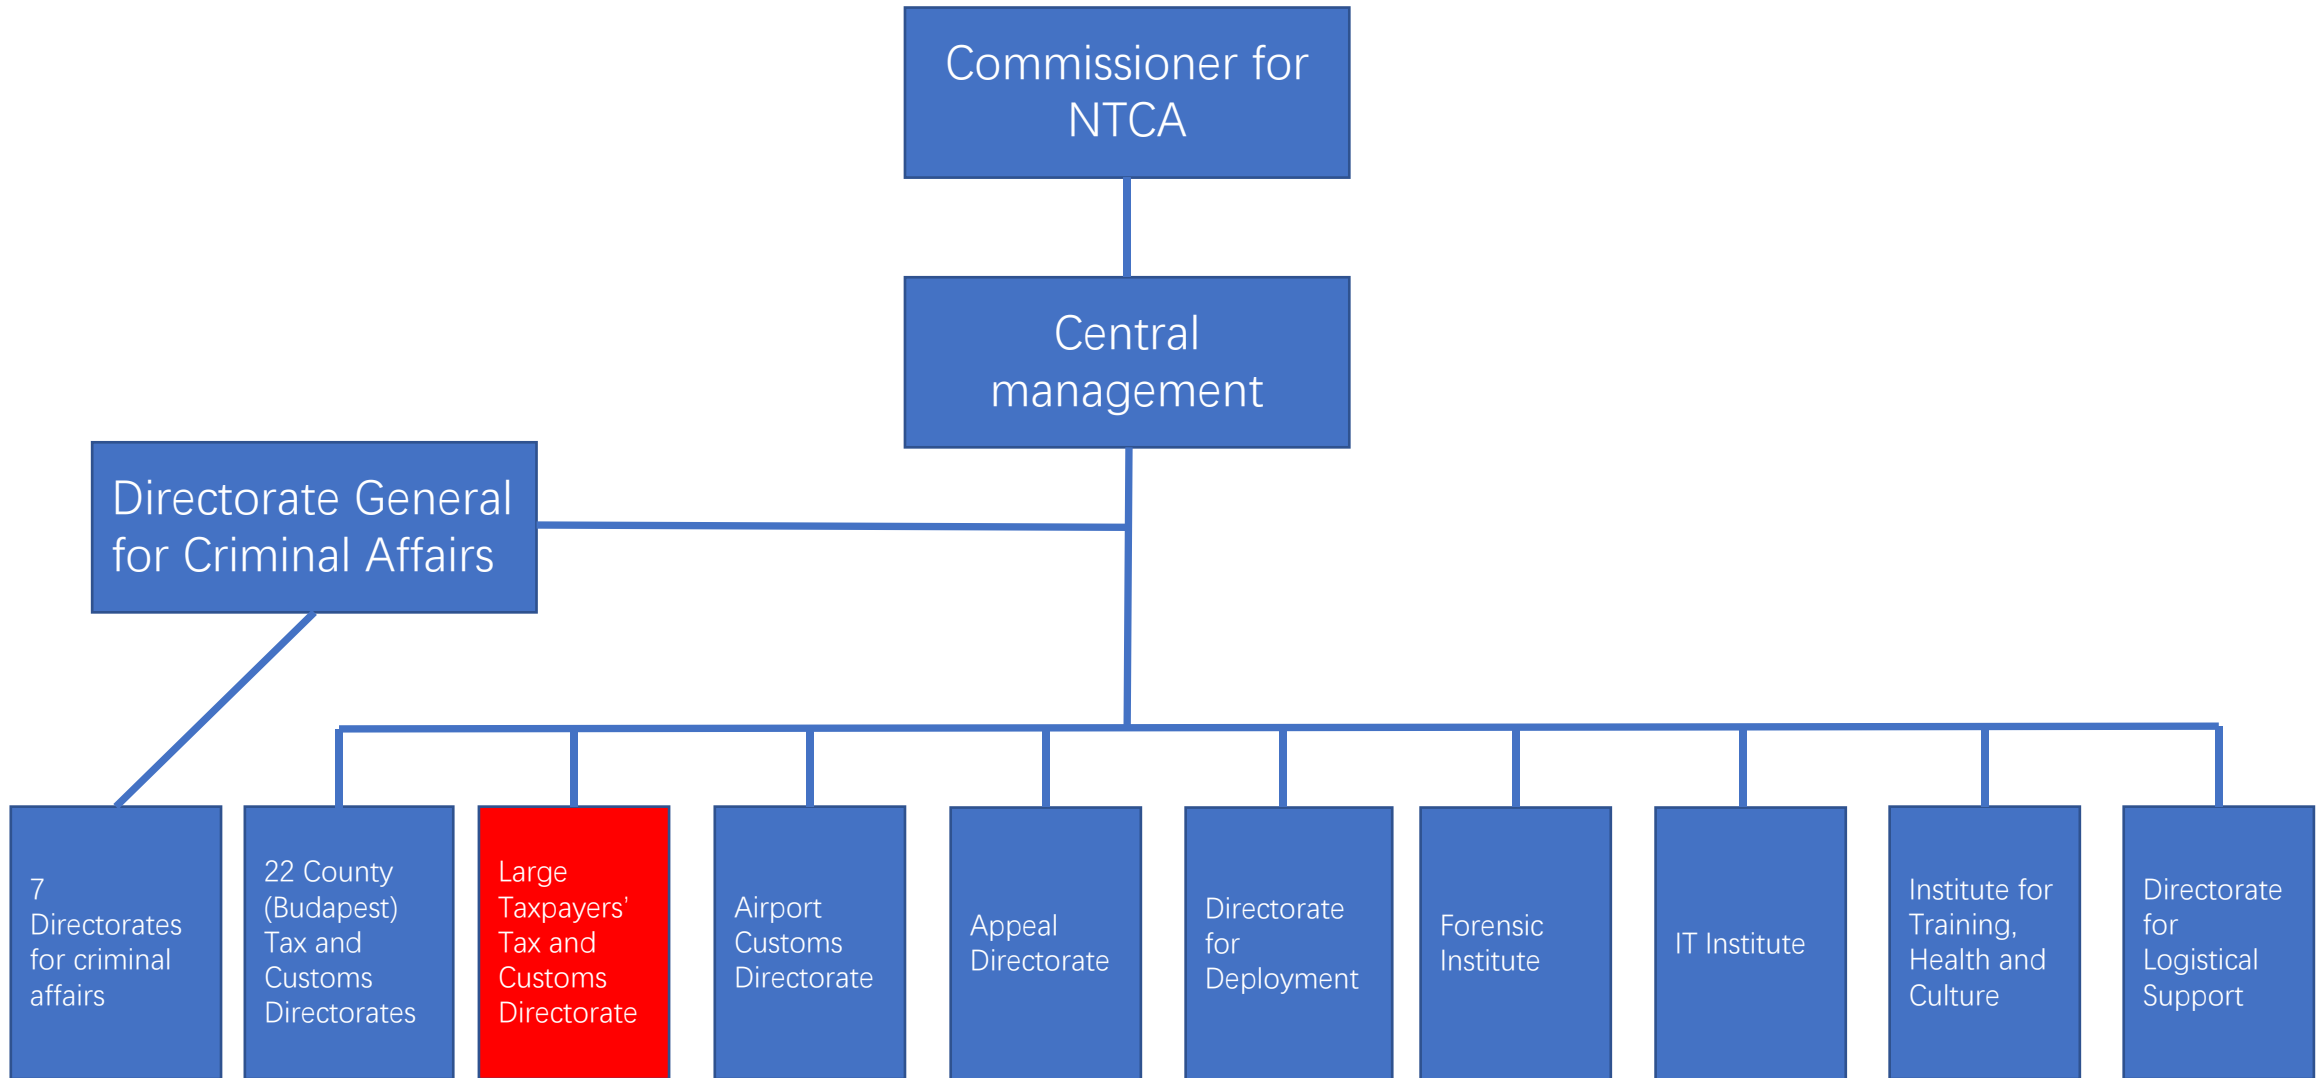 Commissioner for
NTCA
Central
management
Directorate General
for Criminal Affairs
7
Directorates
for criminal
affairs
22 County
(Budapest)
Tax and
Customs
Directorates
Large
Taxpayers’
Tax and
Customs
Directorate
Airport
Customs
Directorate
Appeal
Directorate
Directorate
for
Deployment
Forensic
Institute
IT Institute
Institute for
Training,
Health and
Culture
Directorate
for
Logistical
Support